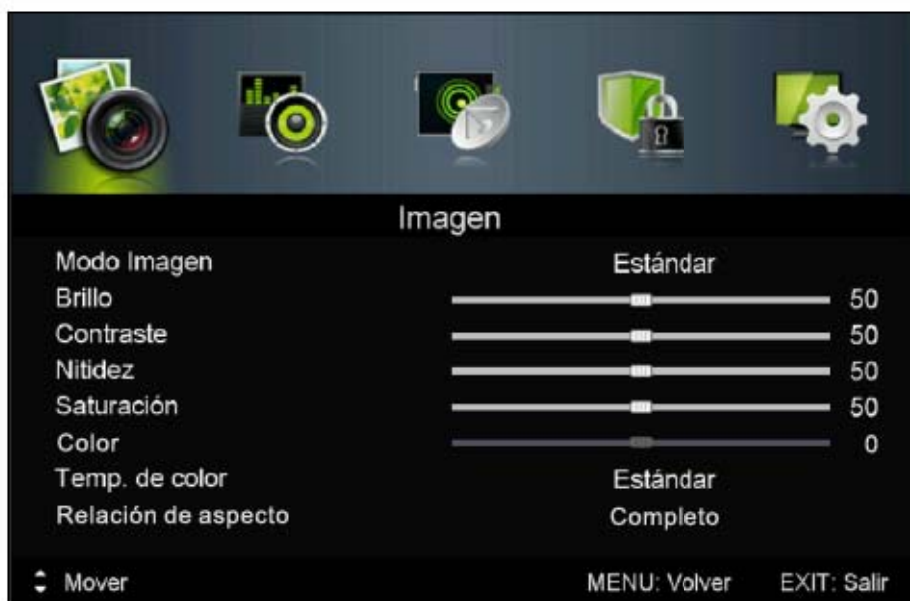 Imagen
Modo Imagen Estándar
Brillo 50
Contraste 50
Nitidez 50
Saturación 50
Color 0
Temp. de color Estándar
Relación de aspecto Completo
Mover MENU: Volver EXIT: Salir